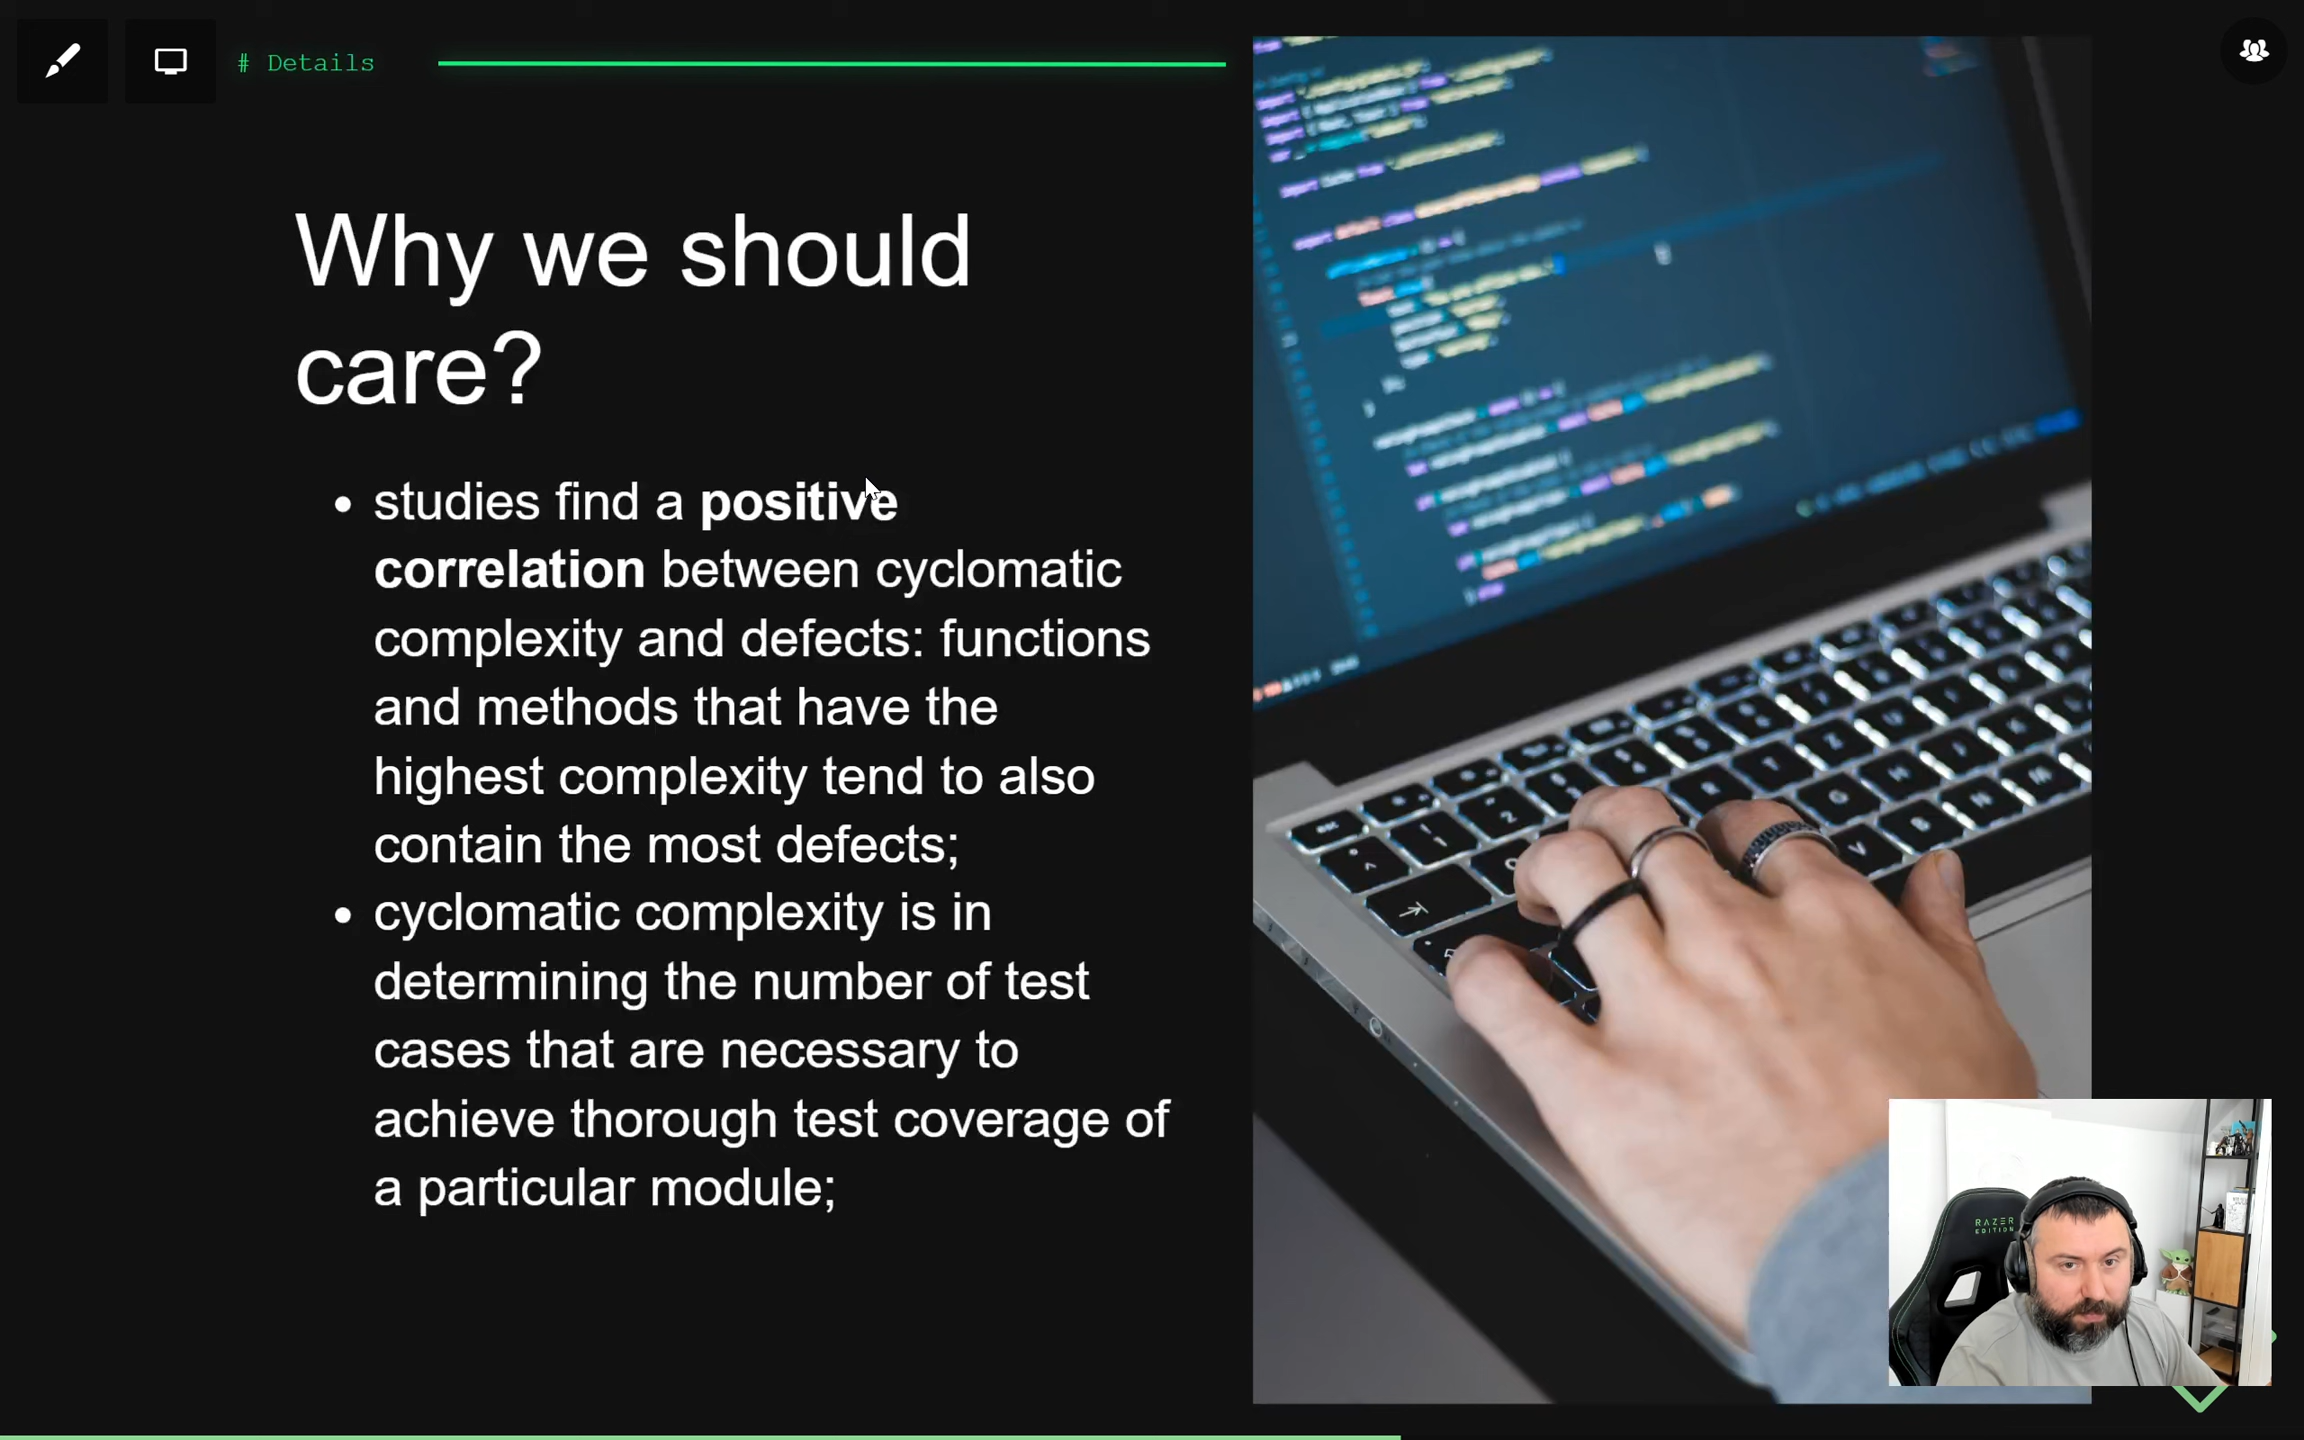 # Details
Why we should
care?
• studies find a positive
correlation between cyclomatic
complexity and defects: functions
and methods that have the
highest complexity tend to also
contain the most defects;
• cyclomatic complexity is in
determining the number of test
cases that are necessary to
achieve thorough test coverage of
a particular module;
RAZER
EDITION